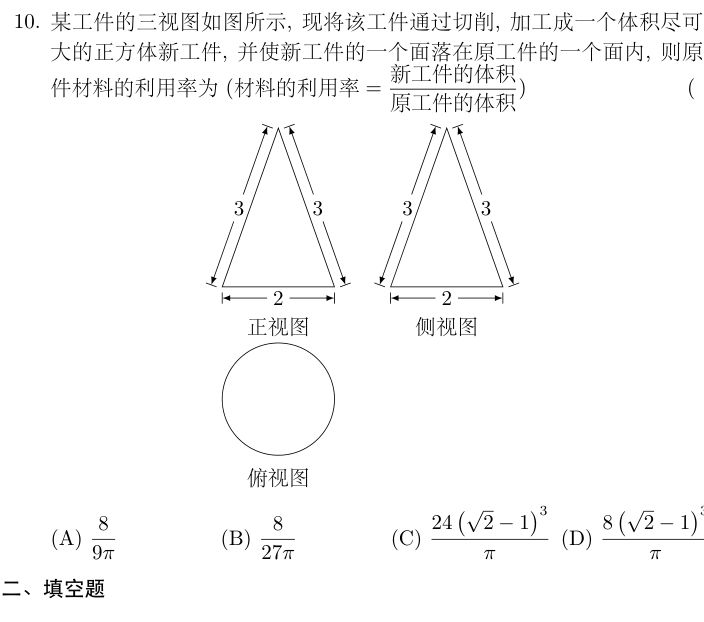 10. 某工件的三视图如图所示, 现将该工件通过切削, 加工成一个体积尽可
大的正方体新工件, 并使新工件的一个面落在原工件的一个面内, 则原
件材料的利用率为 (材料的利用率 = 新工件的体积/原工件的体积) (
3 3 3 3
2 2
正视图 侧视图
俯视图
(A) 8/9π (B) 8/27π (C) 24(√2 − 1)³/π (D) 8(√2 − 1)³/π
二、填空题